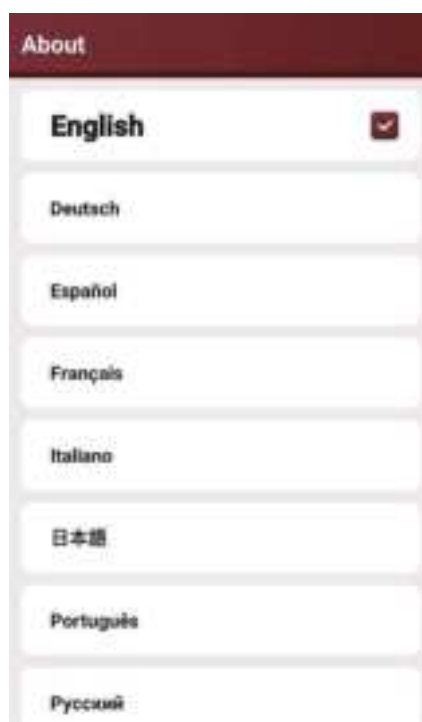 About
English
Deutsch
Español
Français
Italiano
日本語
Português
Русский